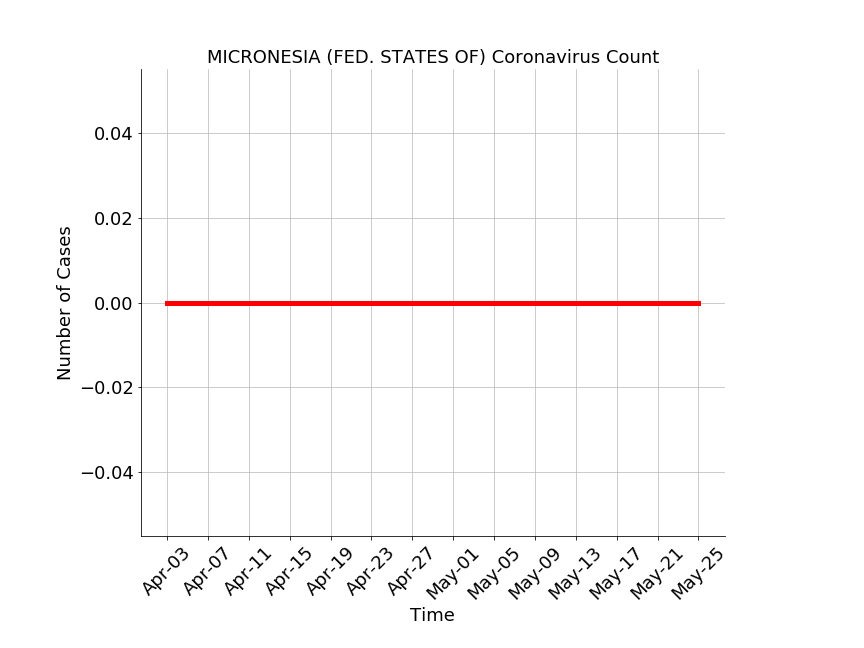 MICRONESIA (FED. STATES OF) Coronavirus Count
Number of Cases
0.04
0.02
0.00
−0.02
−0.04
Apr-03
Apr-07
Apr-11
Apr-15
Apr-19
Apr-23
Apr-27
May-01
May-05
May-09
May-13
May-17
May-21
May-25
Time